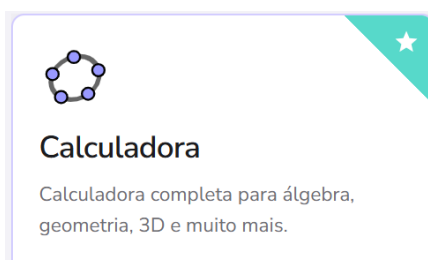 Calculadora
Calculadora completa para álgebra,
geometria, 3D e muito mais.